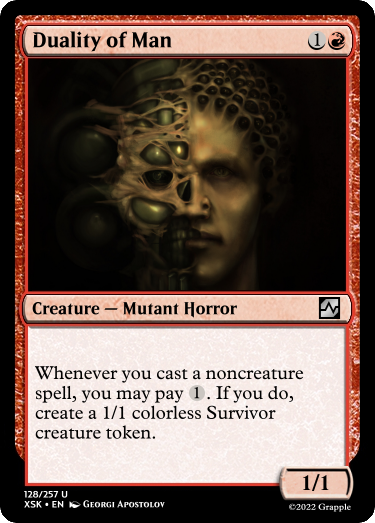 Duality of Man 1
Creature — Mutant Horror
Whenever you cast a noncreature
spell, you may pay 1. If you do,
create a 1/1 colorless Survivor
creature token.
1/1
128/257 U
XSK • EN Georgi Apostolov
©2022 Grapple